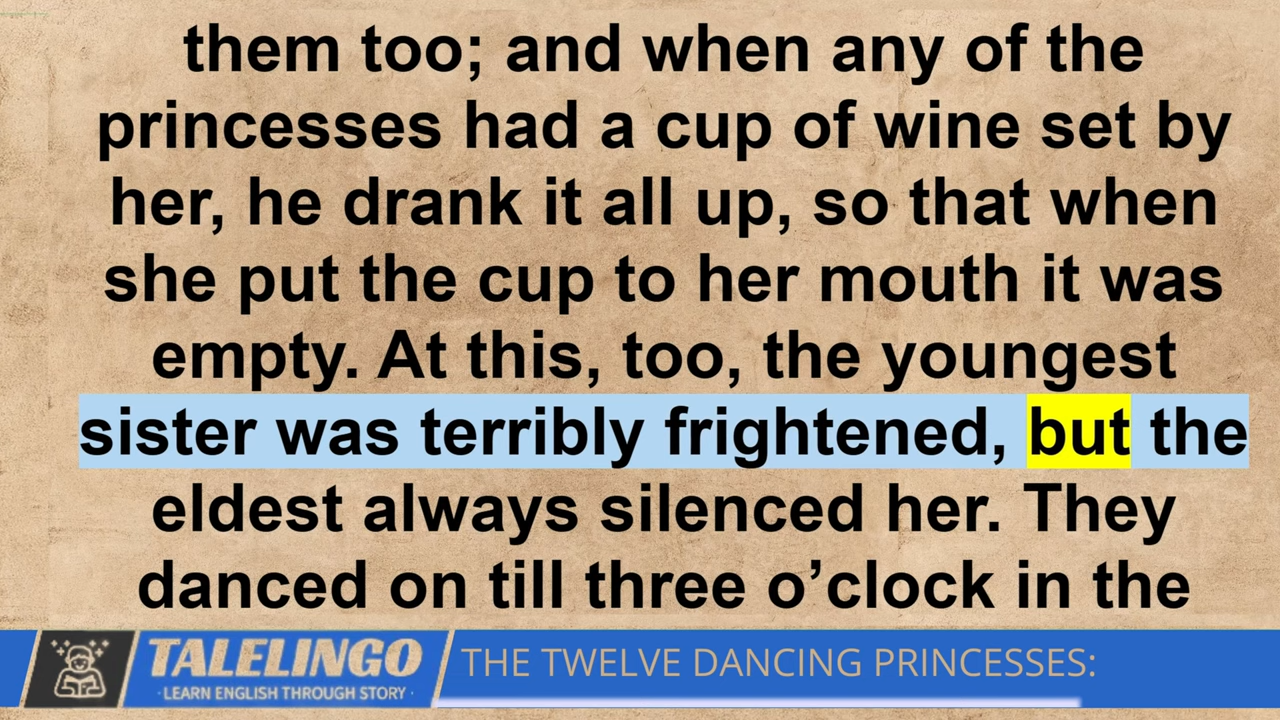 them too; and when any of the
princesses had a cup of wine set by
her, he drank it all up, so that when
she put the cup to her mouth it was
empty. At this, too, the youngest
sister was terribly frightened, but the
eldest always silenced her. They
danced on till three o’clock in the
TALELINGO
· LEARN ENGLISH THROUGH STORY ·
THE TWELVE DANCING PRINCESSES: